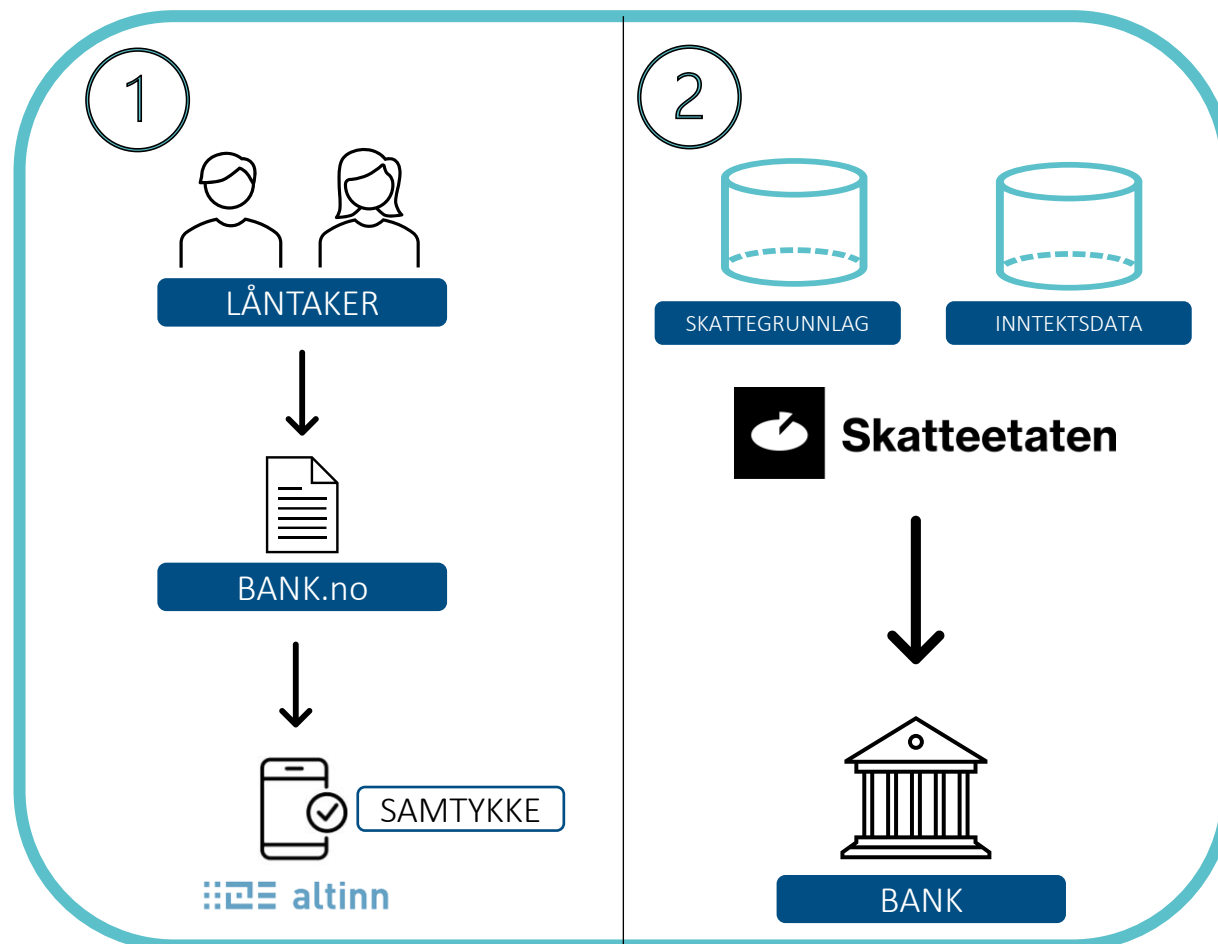 1
LÅNTAKER
BANK.no
SAMTYKKE
altinn
2
SKATTEGRUNNLAG
INNTEKTSDATA
Skatteetaten
BANK